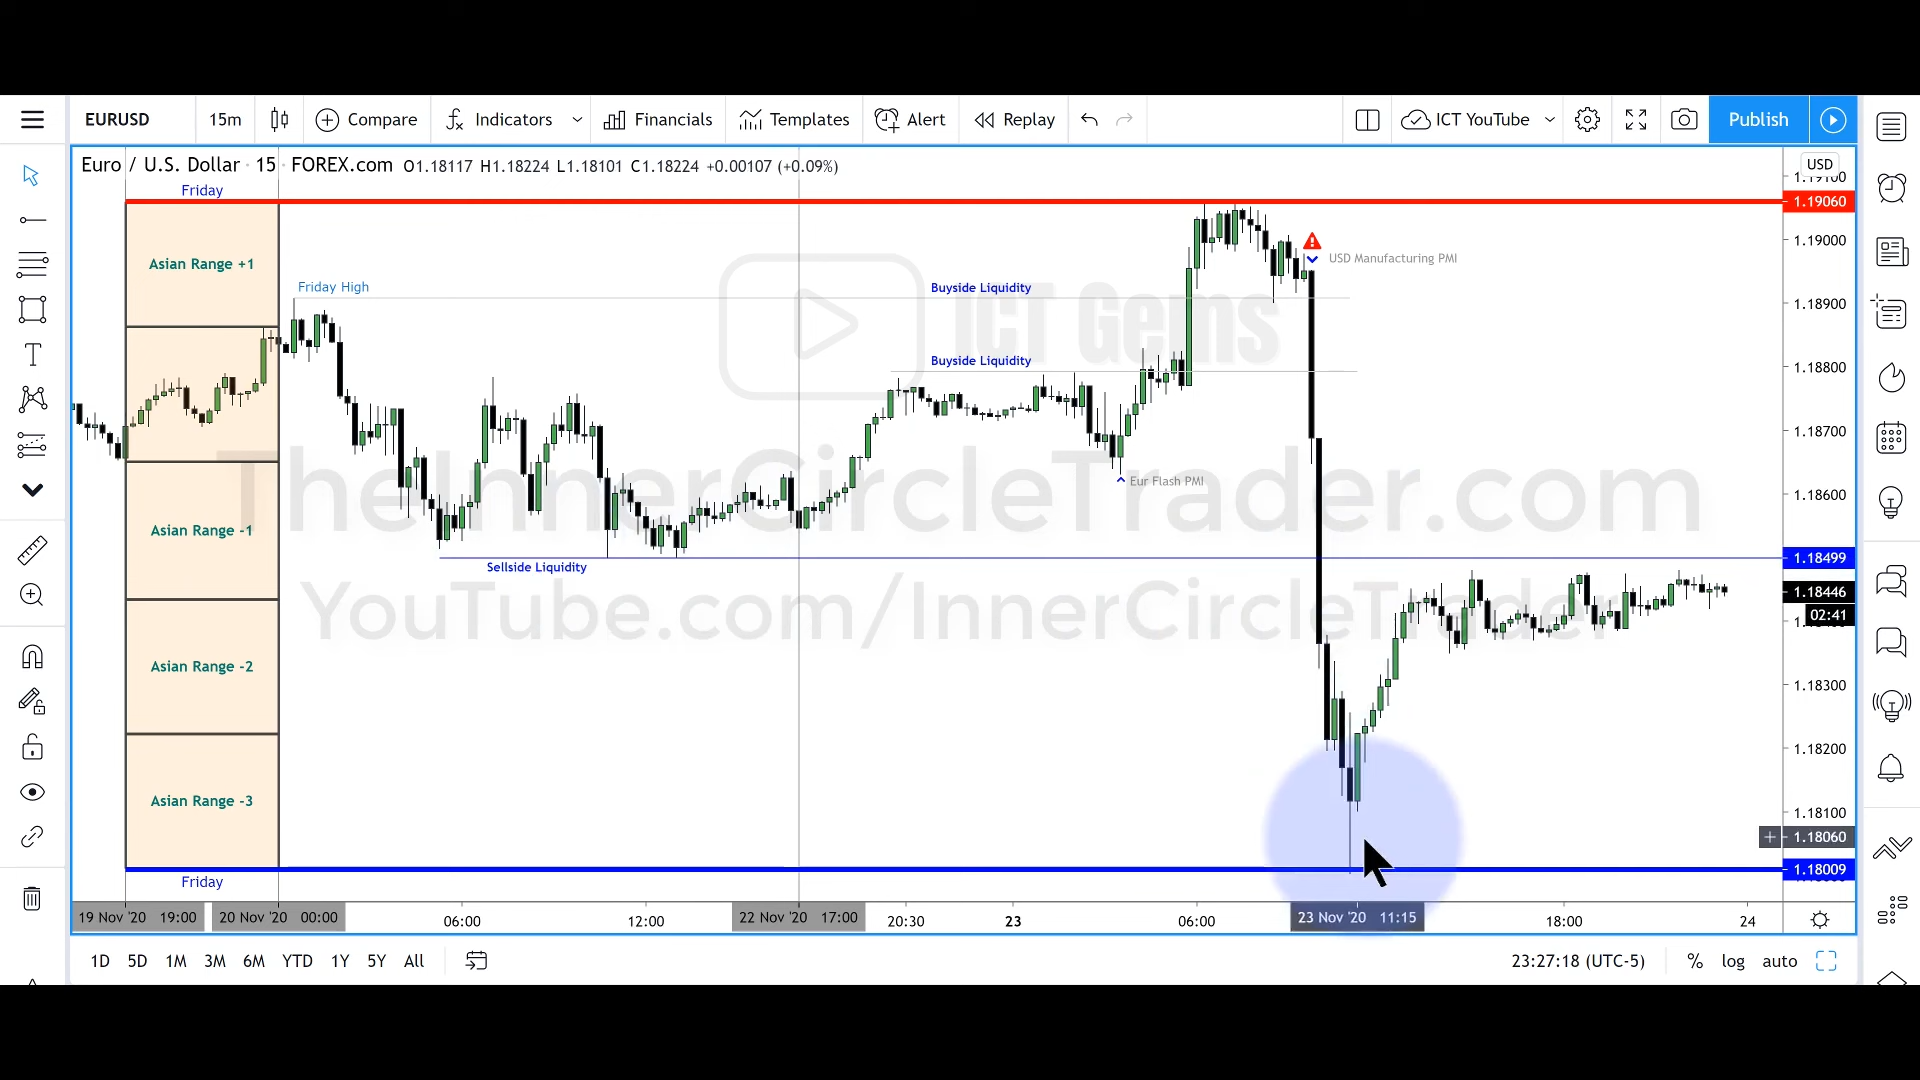 EURUSD 15m Compare Indicators Financials Templates Alert Replay ICT YouTube Publish
Euro / U.S. Dollar · 15 · FOREX.com O1.18117 H1.18224 L1.18101 C1.18224 +0.00107 (+0.09%)
USD
Friday
1.19060
1.19000
USD Manufacturing PMI
Asian Range +1
Friday High
Buyside Liquidity
ICT Gems
1.18900
Buyside Liquidity
1.18800
1.18700
TheInnerCircleTrader.com
Eur Flash PMI
1.18600
Asian Range -1
1.18499
Sellside Liquidity
1.18446
02:41
YouTube.com/InnerCircleTrader
Asian Range -2
1.18300
1.18200
Asian Range -3
1.18100
1.18060
1.18009
Friday
19 Nov '20 19:00 20 Nov '20 00:00 06:00 12:00 22 Nov '20 17:00 20:30 23 06:00 23 Nov '20 11:15 18:00 24
1D 5D 1M 3M 6M YTD 1Y 5Y All 23:27:18 (UTC-5) % log auto